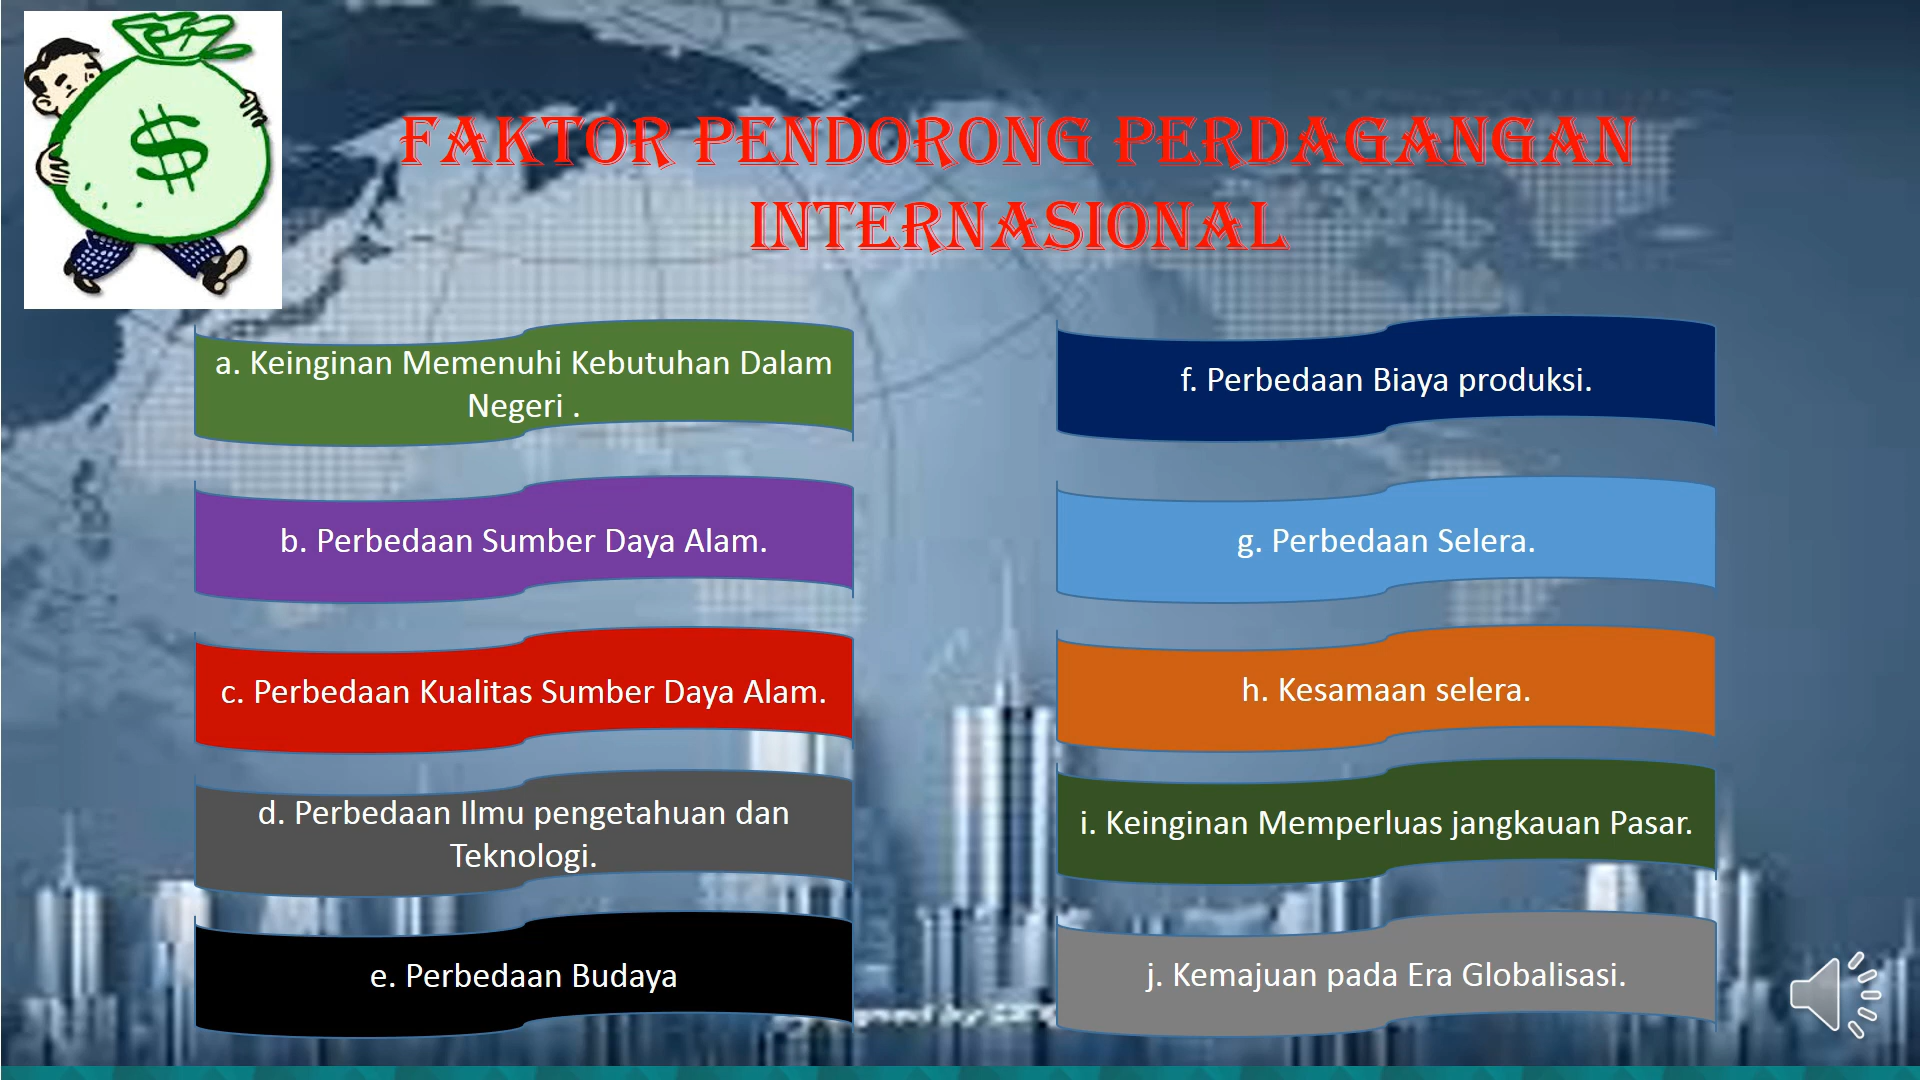 FAKTOR PENDORONG PERDAGANGAN
INTERNASIONAL
a. Keinginan Memenuhi Kebutuhan Dalam
Negeri .
b. Perbedaan Sumber Daya Alam.
c. Perbedaan Kualitas Sumber Daya Alam.
d. Perbedaan Ilmu pengetahuan dan
Teknologi.
e. Perbedaan Budaya
f. Perbedaan Biaya produksi.
g. Perbedaan Selera.
h. Kesamaan selera.
i. Keinginan Memperluas jangkauan Pasar.
j. Kemajuan pada Era Globalisasi.
$